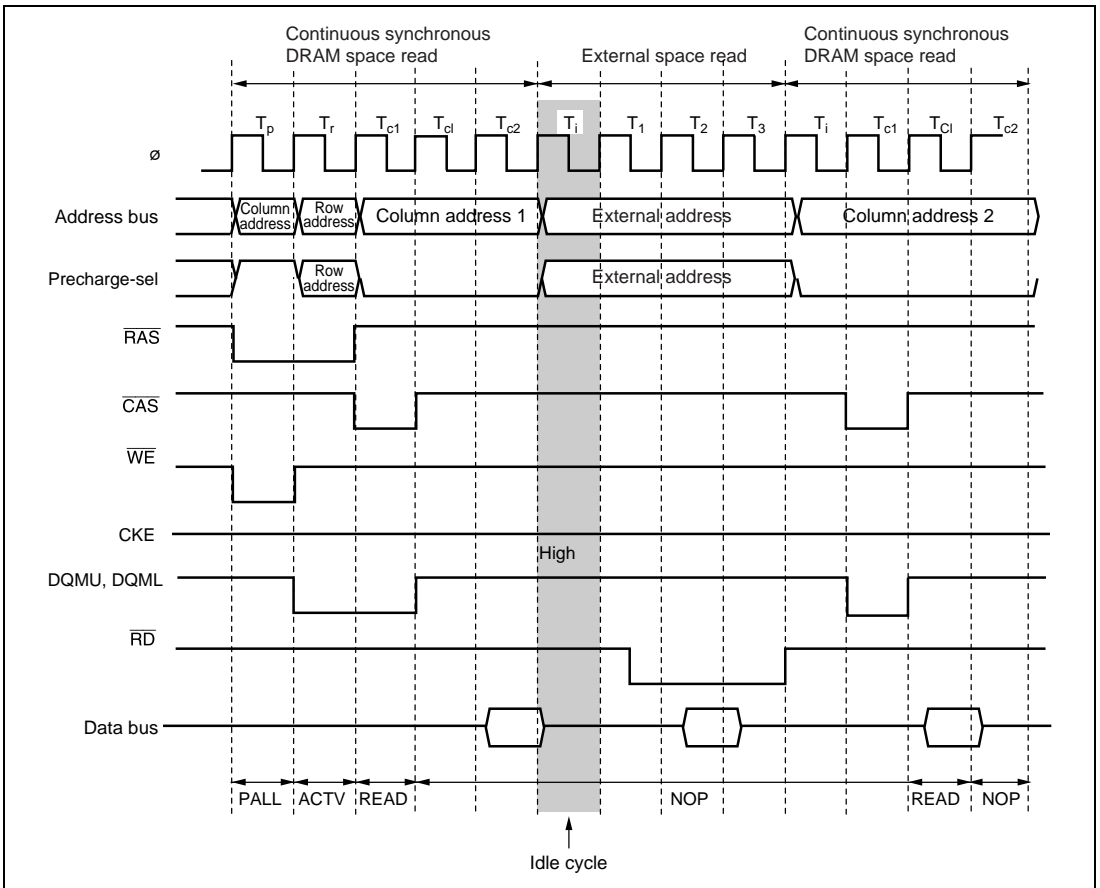 Continuous synchronous
DRAM space read
External space read
Continuous synchronous
DRAM space read
Tp Tr Tc1 Tcl Tc2 Ti T1 T2 T3 Ti Tc1 TCl Tc2
ø
Address bus
Column
address
Row
address
Column address 1
External address
Column address 2
Precharge-sel
Row
address
External address
RAS
CAS
WE
CKE
High
DQMU, DQML
RD
Data bus
PALL ACTV READ NOP READ NOP
Idle cycle